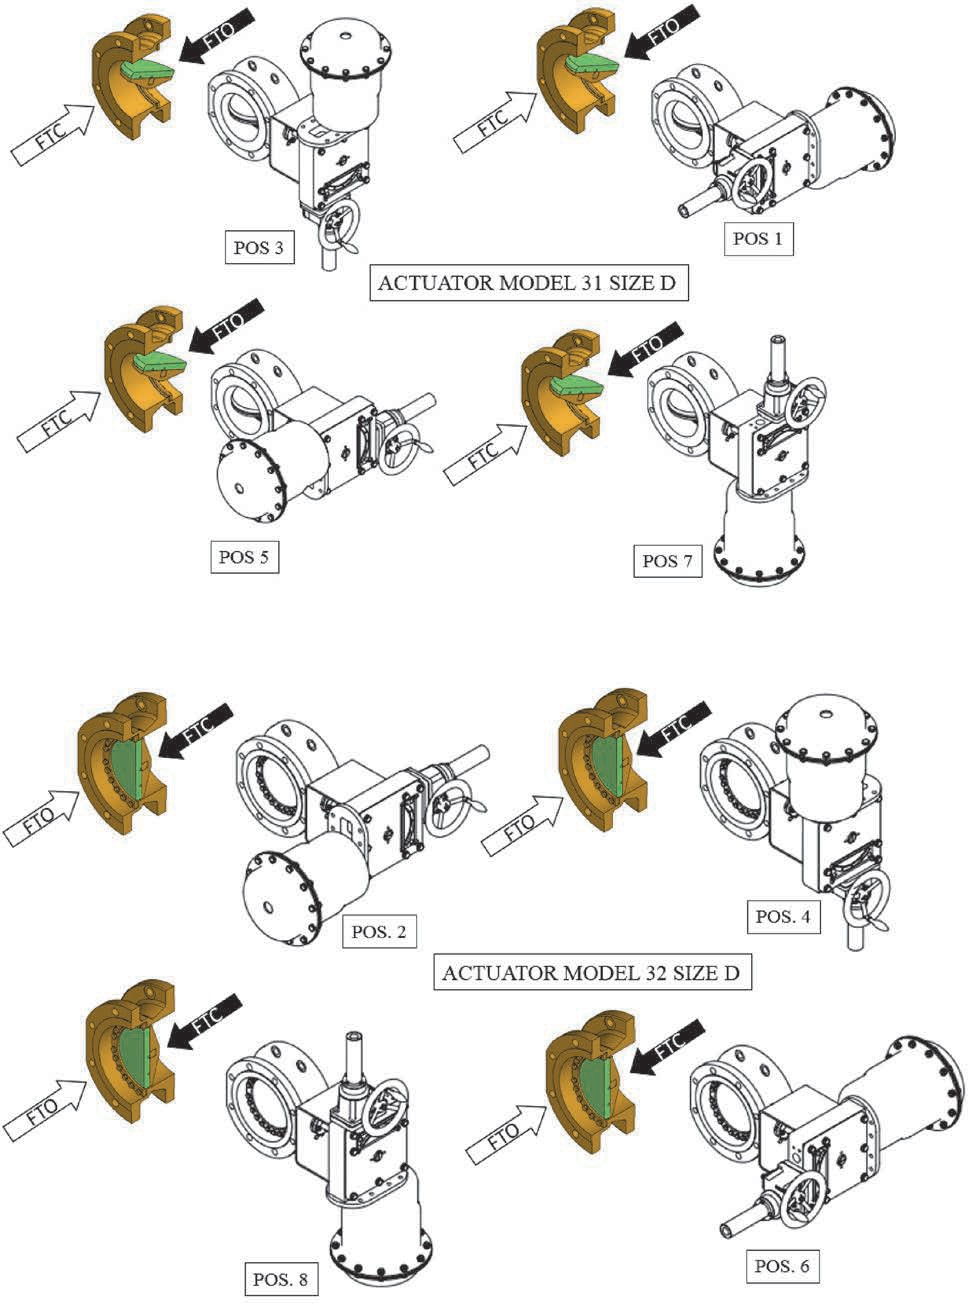 FTO
FTC
POS 3
FTO
FTC
POS 1
ACTUATOR MODEL 31 SIZE D
FTO
FTC
POS 5
FTO
FTC
POS 7
FTC
FTO
POS. 2
FTC
FTO
POS. 4
ACTUATOR MODEL 32 SIZE D
FTC
FTO
POS. 8
FTC
FTO
POS. 6